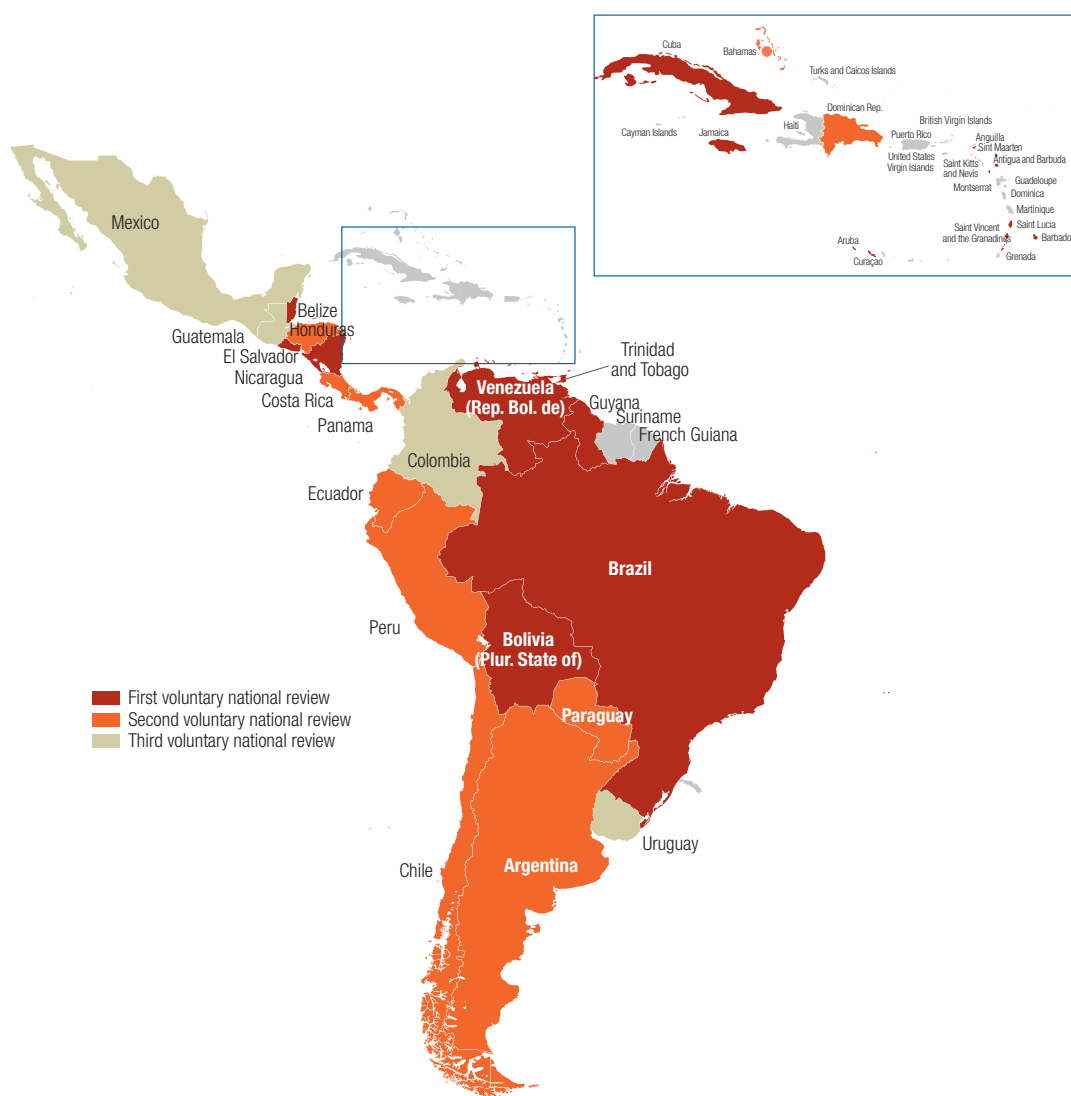 Cuba
Bahamas
Turks and Caicos Islands
Dominican Rep.
Haiti
Cayman Islands
Jamaica
British Virgin Islands
Puerto Rico
United States
Virgin Islands
Anguilla
Sint Maarten
Antigua and Barbuda
Saint Kitts
and Nevis
Guadeloupe
Montserrat
Dominica
Martinique
Saint Lucia
Saint Vincent
and the Granadines
Barbados
Grenada
Aruba
Curaçao
Mexico
Belize
Guatemala
Honduras
El Salvador
Nicaragua
Costa Rica
Panama
Trinidad
and Tobago
Venezuela
(Rep. Bol. de)
Guyana
Suriname
French Guiana
Colombia
Ecuador
Brazil
Peru
Bolivia
(Plur. State of)
First voluntary national review
Second voluntary national review
Third voluntary national review
Paraguay
Uruguay
Chile
Argentina